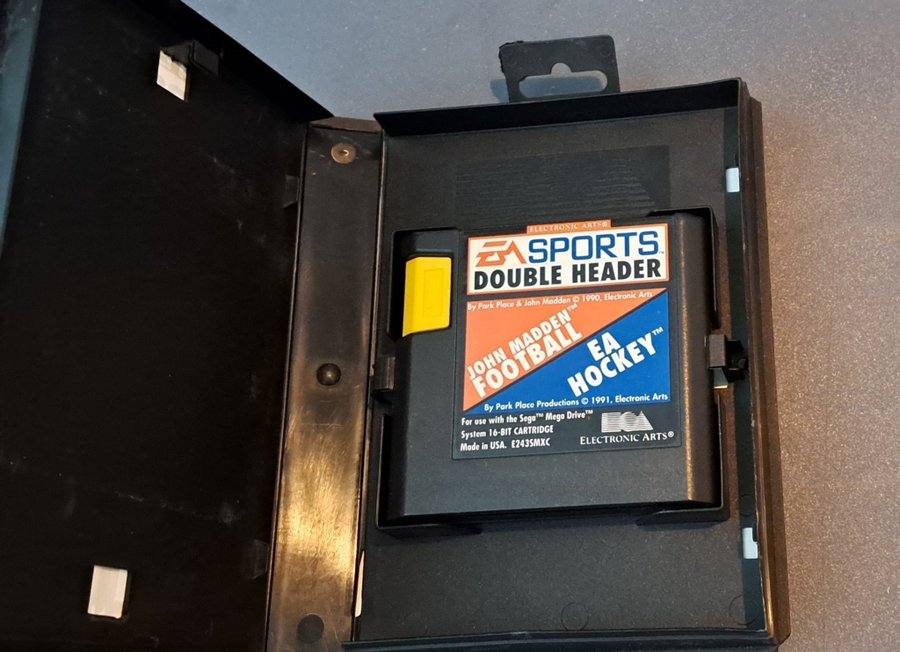 ELECTRONIC ARTS®
EA SPORTS™
DOUBLE HEADER
By Park Place & John Madden © 1990, Electronic Arts
JOHN MADDEN™
FOOTBALL
EA
HOCKEY™
By Park Place Productions © 1991, Electronic Arts
For use with the Sega™ Mega Drive™
System 16-BIT CARTRIDGE
Made in USA. E243SMXC
EA
ELECTRONIC ARTS®